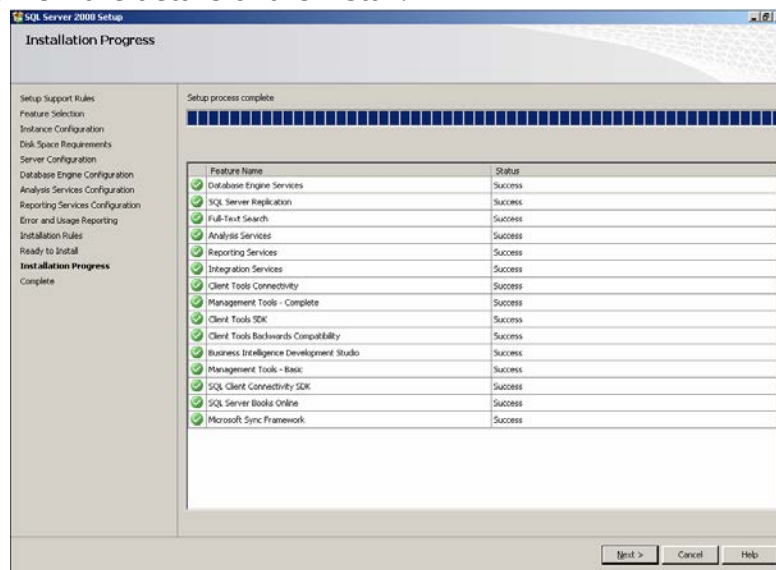 SQL Server 2000 Setup
Installation Progress
Setup Support Rules
Feature Selection
Instance Configuration
Disk Space Requirements
Server Configuration
Database Engine Configuration
Analysis Services Configuration
Reporting Services Configuration
Error and Usage Reporting
Installation Rules
Ready to Install
Installation Progress
Complete
Setup process complete
Feature Name Status
Database Engine Services Success
SQL Server Replication Success
Full-Text Search Success
Analysis Services Success
Reporting Services Success
Integration Services Success
Client Tools Connectivity Success
Management Tools - Complete Success
Client Tools SDK Success
Client Tools Backwards Compatibility Success
Business Intelligence Development Studio Success
Management Tools - Basic Success
SQL Client Connectivity SDK Success
SQL Server Books Online Success
Microsoft Sync Framework Success
Next > Cancel Help